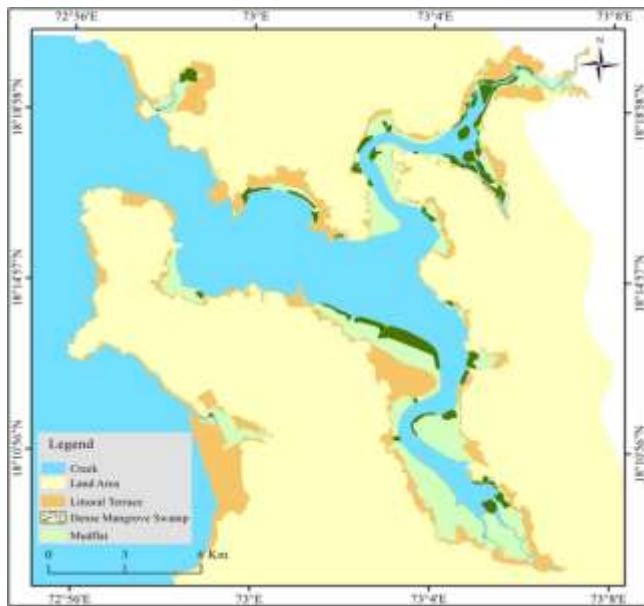 72°56'E 73°E 73°4'E 73°8'E
N
18°18'58"N 18°18'58"N
18°14'57"N 18°14'57"N
18°10'56"N 18°10'56"N
Legend
Creek
Land Area
Littoral Terrace
Dense Mangrove Swamp
Mudflat
0 3 6 Km
72°56'E 73°E 73°4'E 73°8'E